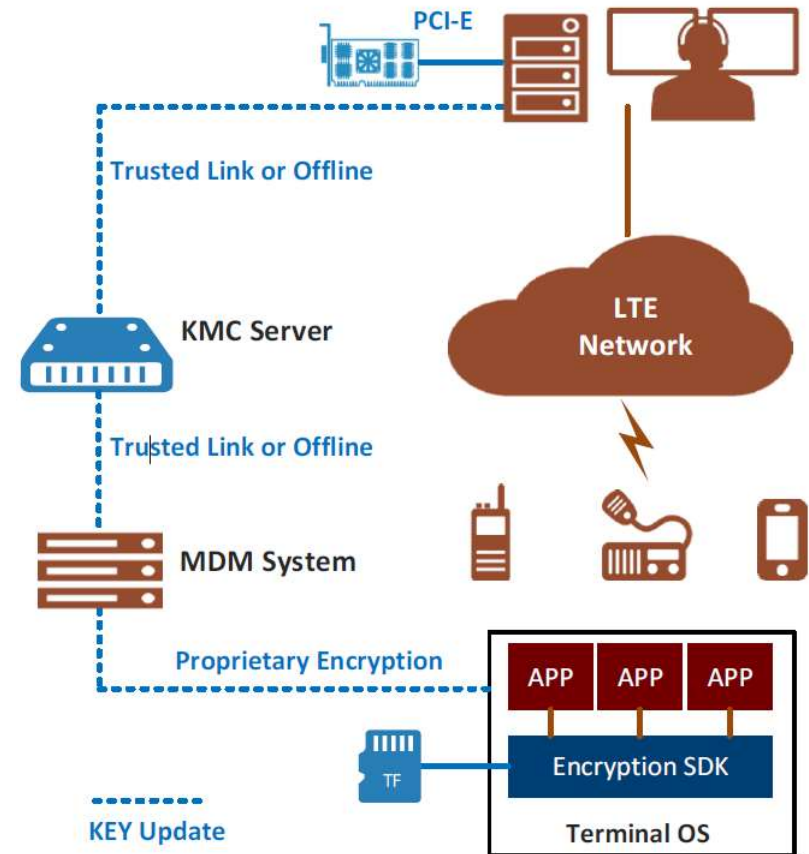 PCI-E
Trusted Link or Offline
LTE
Network
KMC Server
Trusted Link or Offline
MDM System
Proprietary Encryption
APP APP APP
TF
Encryption SDK
KEY Update
Terminal OS